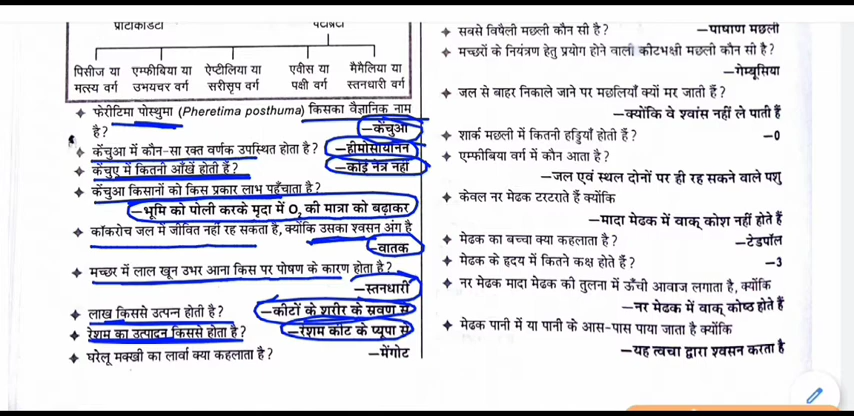 प्रोटोकॉर्डेटा
पिसीज या एम्फीबिया या ऐप्टीलिया या एवीस या मैमेलिया या
मत्स्य वर्ग उभयचर वर्ग सरीसृप वर्ग पक्षी वर्ग स्तनधारी वर्ग
फेरीटिमा पोस्थुमा (Pheretima posthuma) किसका वैज्ञानिक नाम
है? –केंचुआ
केंचुआ में कौन-सा रक्त वर्णक उपस्थित होता है? –हीमोसायनिन
केंचुए में कितनी आँखें होती हैं? –कोई नेत्र नहीं
केंचुआ किसानों को किस प्रकार लाभ पहुँचाता है?
–भूमि को पोली करके मृदा में O₂ की मात्रा को बढ़ाकर
कॉकरोच जल में जीवित नहीं रह सकता है, क्योंकि उसका श्वसन अंग है
–वातक
मच्छर में लाल खून उभर आना किस पर पोषण के कारण होता है?
–स्तनधारी
लाख किससे उत्पन्न होती है? –कीटों के शरीर के स्रवण से
रेशम का उत्पादन किससे होता है? –रेशम कीट के प्यूपा से
घरेलू मक्खी का लार्वा क्या कहलाता है? –मेंगोट
सबसे विषैली मछली कौन सी है? –पाषाण मछली
मच्छरों के नियंत्रण हेतु प्रयोग होने वाली कीटभक्षी मछली कौन सी है?
–गेम्बूसिया
जल से बाहर निकाले जाने पर मछलियाँ क्यों मर जाती हैं?
–क्योंकि वे श्वांस नहीं ले पाती हैं
शार्क मछली में कितनी हड्डियाँ होती हैं? –0
एम्फीबिया वर्ग में कौन आता है?
–जल एवं स्थल दोनों पर ही रह सकने वाले पशु
केवल नर मेढक टरटराते हैं क्योंकि
–मादा मेढक में वाक् कोश नहीं होते हैं
मेढक का बच्चा क्या कहलाता है? –टेडपॉल
मेढक के हृदय में कितने कक्ष होते हैं? –3
नर मेढक मादा मेढक की तुलना में ऊँची आवाज लगाता है, क्योंकि
–नर मेढक में वाक् कोष्ठ होते हैं
मेढक पानी में या पानी के आस-पास पाया जाता है क्योंकि
–यह त्वचा द्वारा श्वसन करता है